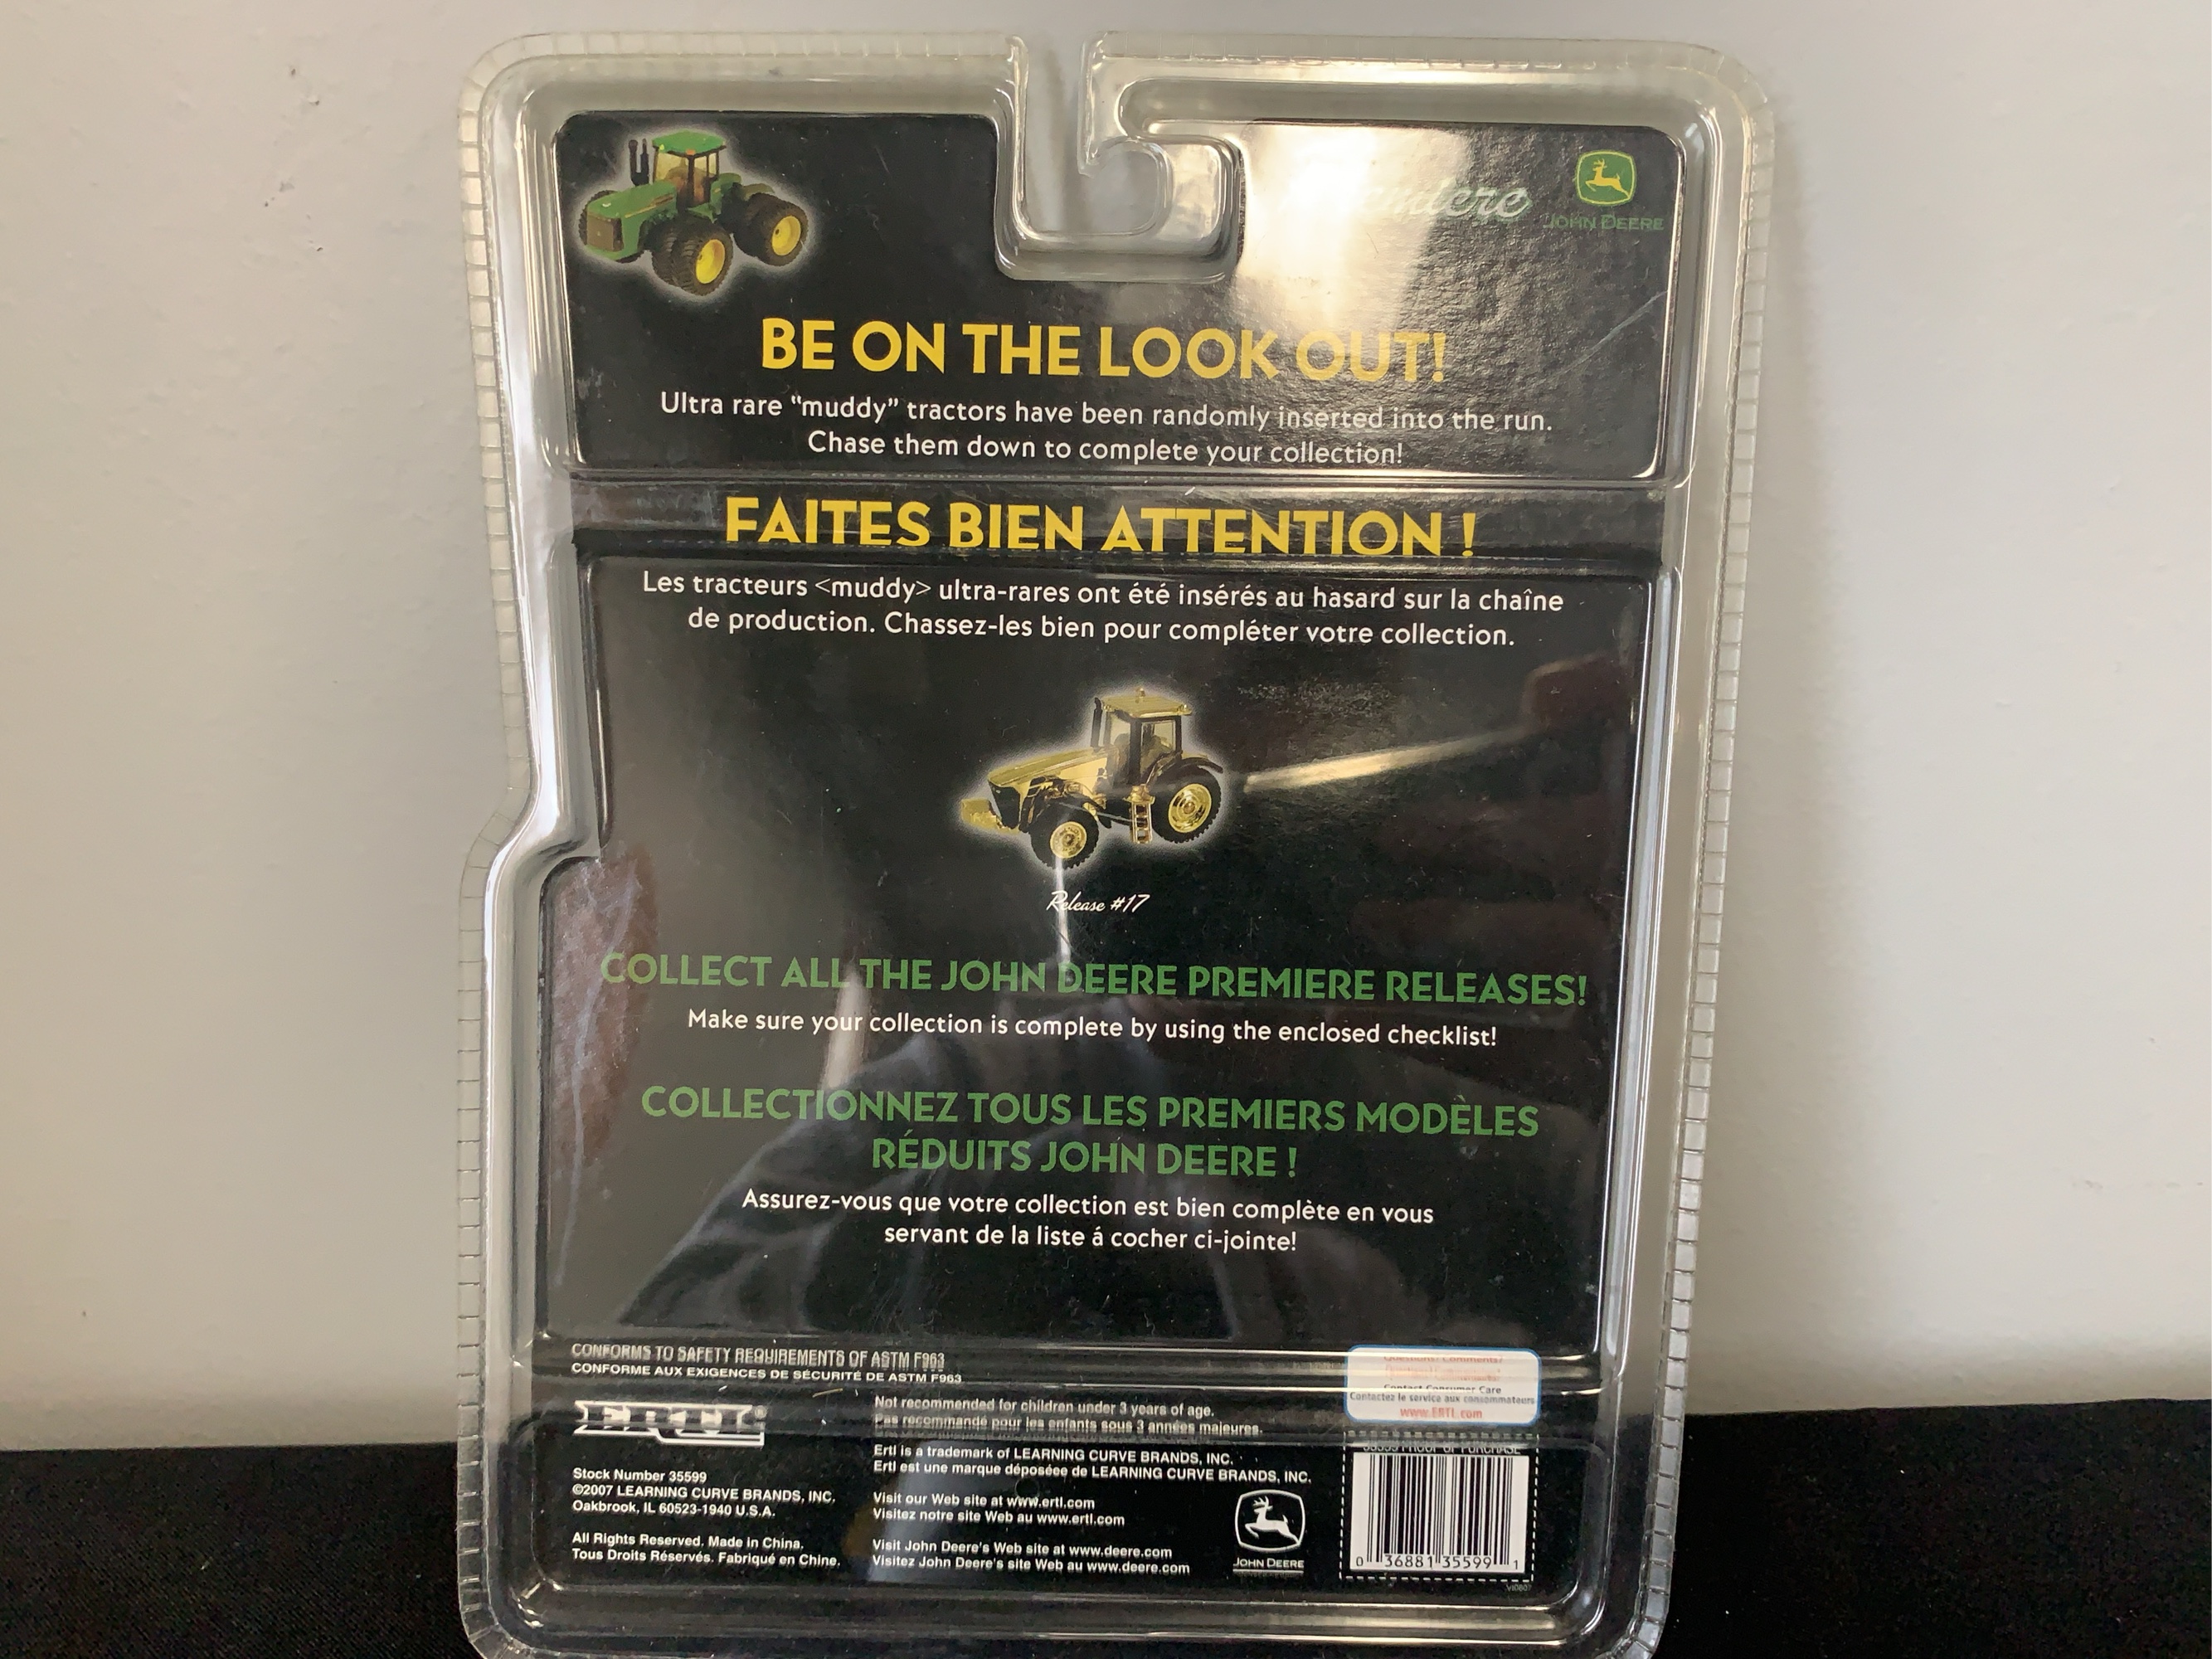 JOHN DEERE
BE ON THE LOOK OUT!
Ultra rare "muddy" tractors have been randomly inserted into the run.
Chase them down to complete your collection!
FAITES BIEN ATTENTION !
Les tracteurs <muddy> ultra-rares ont été insérés au hasard sur la chaîne
de production. Chassez-les bien pour compléter votre collection.
Release #17
COLLECT ALL THE JOHN DEERE PREMIERE RELEASES!
Make sure your collection is complete by using the enclosed checklist!
COLLECTIONNEZ TOUS LES PREMIERS MODÈLES
RÉDUITS JOHN DEERE !
Assurez-vous que votre collection est bien complète en vous
servant de la liste á cocher ci-jointe!
CONFORMS TO SAFETY REQUIREMENTS OF ASTM F963
CONFORME AUX EXIGENCES DE SÉCURITÉ DE ASTM F963
ERTL®
Stock Number 35599
©2007 LEARNING CURVE BRANDS, INC.
Oakbrook, IL 60523-1940 U.S.A.
All Rights Reserved. Made in China.
Tous Droits Réservés. Fabriqué en Chine.
Not recommended for children under 3 years of age.
Pas recommandé pour les enfants sous 3 années majeures.
Ertl is a trademark of LEARNING CURVE BRANDS, INC.
Ertl est une marque déposéee de LEARNING CURVE BRANDS, INC.
Visit our Web site at www.ertl.com
Visitez notre site Web au www.ertl.com
Visit John Deere's Web site at www.deere.com
Visitez John Deere's site Web au www.deere.com
JOHN DEERE
Questions? Comments?
Contact Consumer Care
Contactez le service aux consommateurs
www.ERTL.com
35599 PROOF OF PURCHASE
0 36881 35599 1